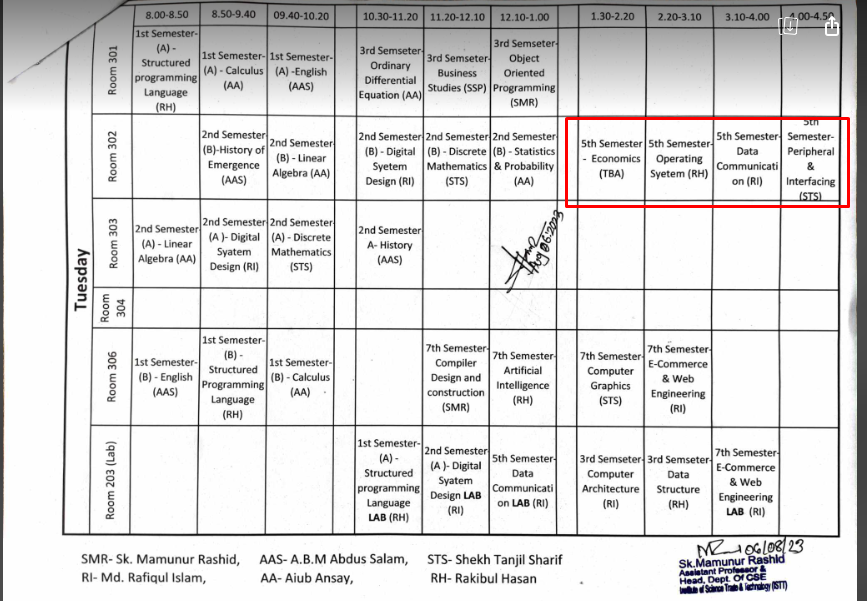 8.00-8.50 8.50-9.40 09.40-10.20 10.30-11.20 11.20-12.10 12.10-1.00 1.30-2.20 2.20-3.10 3.10-4.00 4.00-4.50
Tuesday
Room 301
1st Semester-
(A) -
Structured
programming
Language
(RH)
1st Semester-
(A) - Calculus
(AA)
1st Semester-
(A) -English
(AAS)
3rd Semseter-
Ordinary
Differential
Equation (AA)
3rd Semseter-
Business
Studies (SSP)
3rd Semseter-
Object
Oriented
Programming
(SMR)
Room 302
2nd Semester
(B)-History of
Emergence
(AAS)
2nd Semester
(B) - Linear
Algebra (AA)
2nd Semester
(B) - Digital
Syetem
Design (RI)
2nd Semester
(B) - Discrete
Mathematics
(STS)
2nd Semester
(B) - Statistics
& Probability
(AA)
5th Semester
- Economics
(TBA)
5th Semester-
Operating
Syetem (RH)
5th Semester-
Data
Communicati
on (RI)
5th
Semester-
Peripheral
&
Interfacing
(STS)
Room 303
2nd Semester
(A) - Linear
Algebra (AA)
2nd Semester
(A )- Digital
Syatem
Design (RI)
2nd Semester
(A) - Discrete
Mathematics
(STS)
2nd Semester
A- History
(AAS)
Room
304
Room 306
1st Semester-
(B) - English
(AAS)
1st Semester-
(B) -
Structured
Programming
Language
(RH)
1st Semester-
(B) - Calculus
(AA)
7th Semester-
Compiler
Design and
construction
(SMR)
7th Semester-
Artificial
Intelligence
(RH)
7th Semester-
Computer
Graphics
(STS)
7th Semester-
E-Commerce
& Web
Engineering
(RI)
Room 203 (Lab)
1st Semester-
(A) -
Structured
programming
Language
LAB (RH)
2nd Semester
(A )- Digital
Syatem
Design LAB
(RI)
5th Semester-
Data
Communicati
on LAB (RI)
3rd Semseter-
Computer
Architecture
(RI)
3rd Semseter-
Data
Structure
(RH)
7th Semester-
E-Commerce
& Web
Engineering
LAB (RI)
SMR- Sk. Mamunur Rashid, AAS- A.B.M Abdus Salam, STS- Shekh Tanjil Sharif
RI- Md. Rafiqul Islam, AA- Aiub Ansay, RH- Rakibul Hasan
06/08/23
Sk.Mamunur Rashid
Assistant Professor &
Head, Dept. Of CSE
Institute of Science Trade & Technology (ISTT)